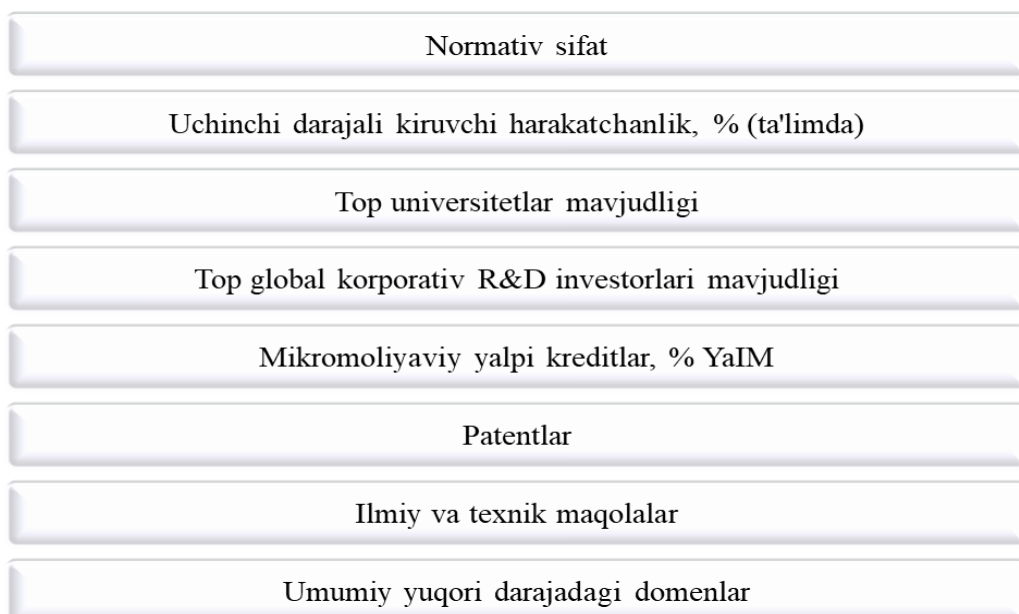 Normativ sifat
Uchinchi darajali kiruvchi harakatchanlik, % (ta'limda)
Top universitetlar mavjudligi
Top global korporativ R&D investorlari mavjudligi
Mikromoliyaviy yalpi kreditlar, % YaIM
Patentlar
Ilmiy va texnik maqolalar
Umumiy yuqori darajadagi domenlar